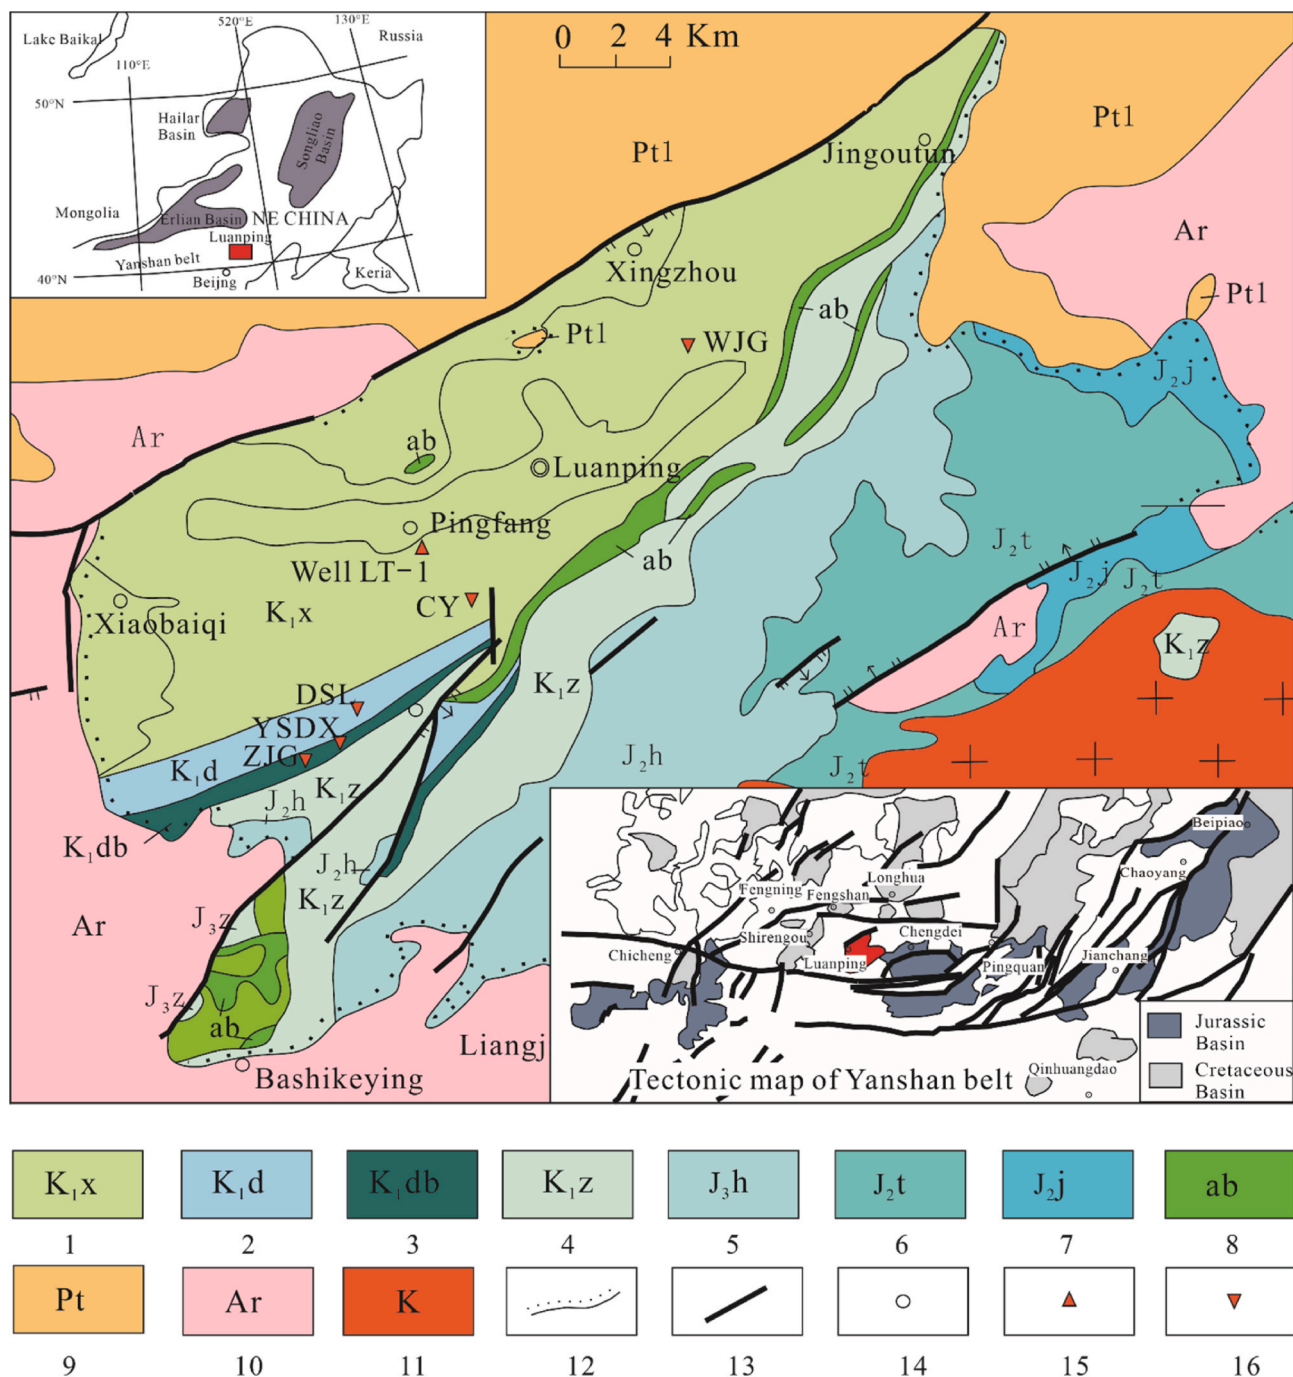 520°E
130°E
Lake Baikal
Russia
110°E
50°N
Hailar
Basin
Songliao
Basin
Mongolia
Erlian Basin
NE CHINA
Luanping
Yanshan belt
40°N
Beijng
Keria
0 2 4 Km
Pt1
Pt1
Jingoutun
Ar
Xingzhou
Pt1
ab
Pt1
WJG
J₂j
Ar
ab
Luanping
Pingfang
J₂t
ab
Well LT-1
J₂j
J₂t
CY
K₁x
Xiaobaiqi
Ar
K₁z
K₁z
DSL
YSDX
ZJG
K₁d
K₁z
J₂h
J₂t
J₂h
K₁db
J₂h
K₁z
Ar
J₃z
J₃z
ab
Liangj
Bashikeying
Beipiao
Chaoyang
Longhua
Fengning
Fengshan
Shirengou
Chengdei
Chicheng
Luanping
Pingquan
Jianchang
Jurassic
Basin
Cretaceous
Basin
Qinhuangdao
Tectonic map of Yanshan belt
K₁x K₁d K₁db K₁z J₃h J₂t J₂j ab
1 2 3 4 5 6 7 8
Pt Ar K
9 10 11 12 13 14 15 16